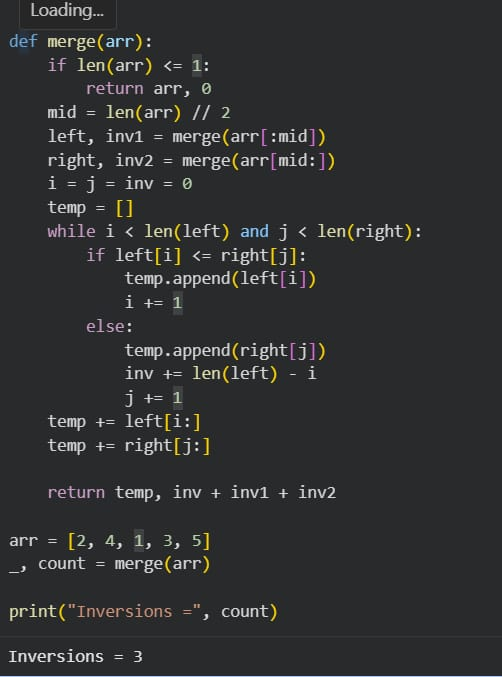 Loading...
def merge(arr):
    if len(arr) <= 1:
        return arr, 0
    mid = len(arr) // 2
    left, inv1 = merge(arr[:mid])
    right, inv2 = merge(arr[mid:])
    i = j = inv = 0
    temp = []
    while i < len(left) and j < len(right):
        if left[i] <= right[j]:
            temp.append(left[i])
            i += 1
        else:
            temp.append(right[j])
            inv += len(left) - i
            j += 1
    temp += left[i:]
    temp += right[j:]

    return temp, inv + inv1 + inv2

arr = [2, 4, 1, 3, 5]
_, count = merge(arr)

print("Inversions =", count)

Inversions = 3